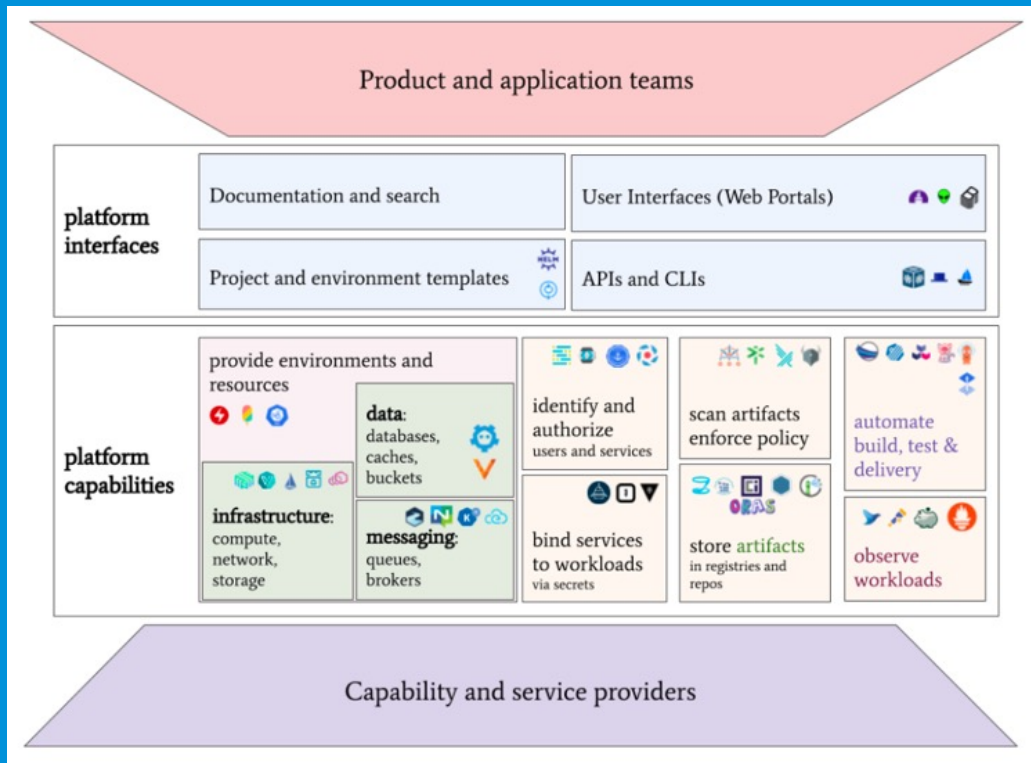 Product and application teams
platform
interfaces
Documentation and search
User Interfaces (Web Portals)
Project and environment templates
HELM
APIs and CLIs
platform
capabilities
provide environments and
resources
data:
databases,
caches,
buckets
infrastructure:
compute,
network,
storage
messaging:
queues,
brokers
identify and
authorize
users and services
bind services
to workloads
via secrets
scan artifacts
enforce policy
ORAS
store artifacts
in registries and
repos
automate
build, test &
delivery
observe
workloads
Capability and service providers